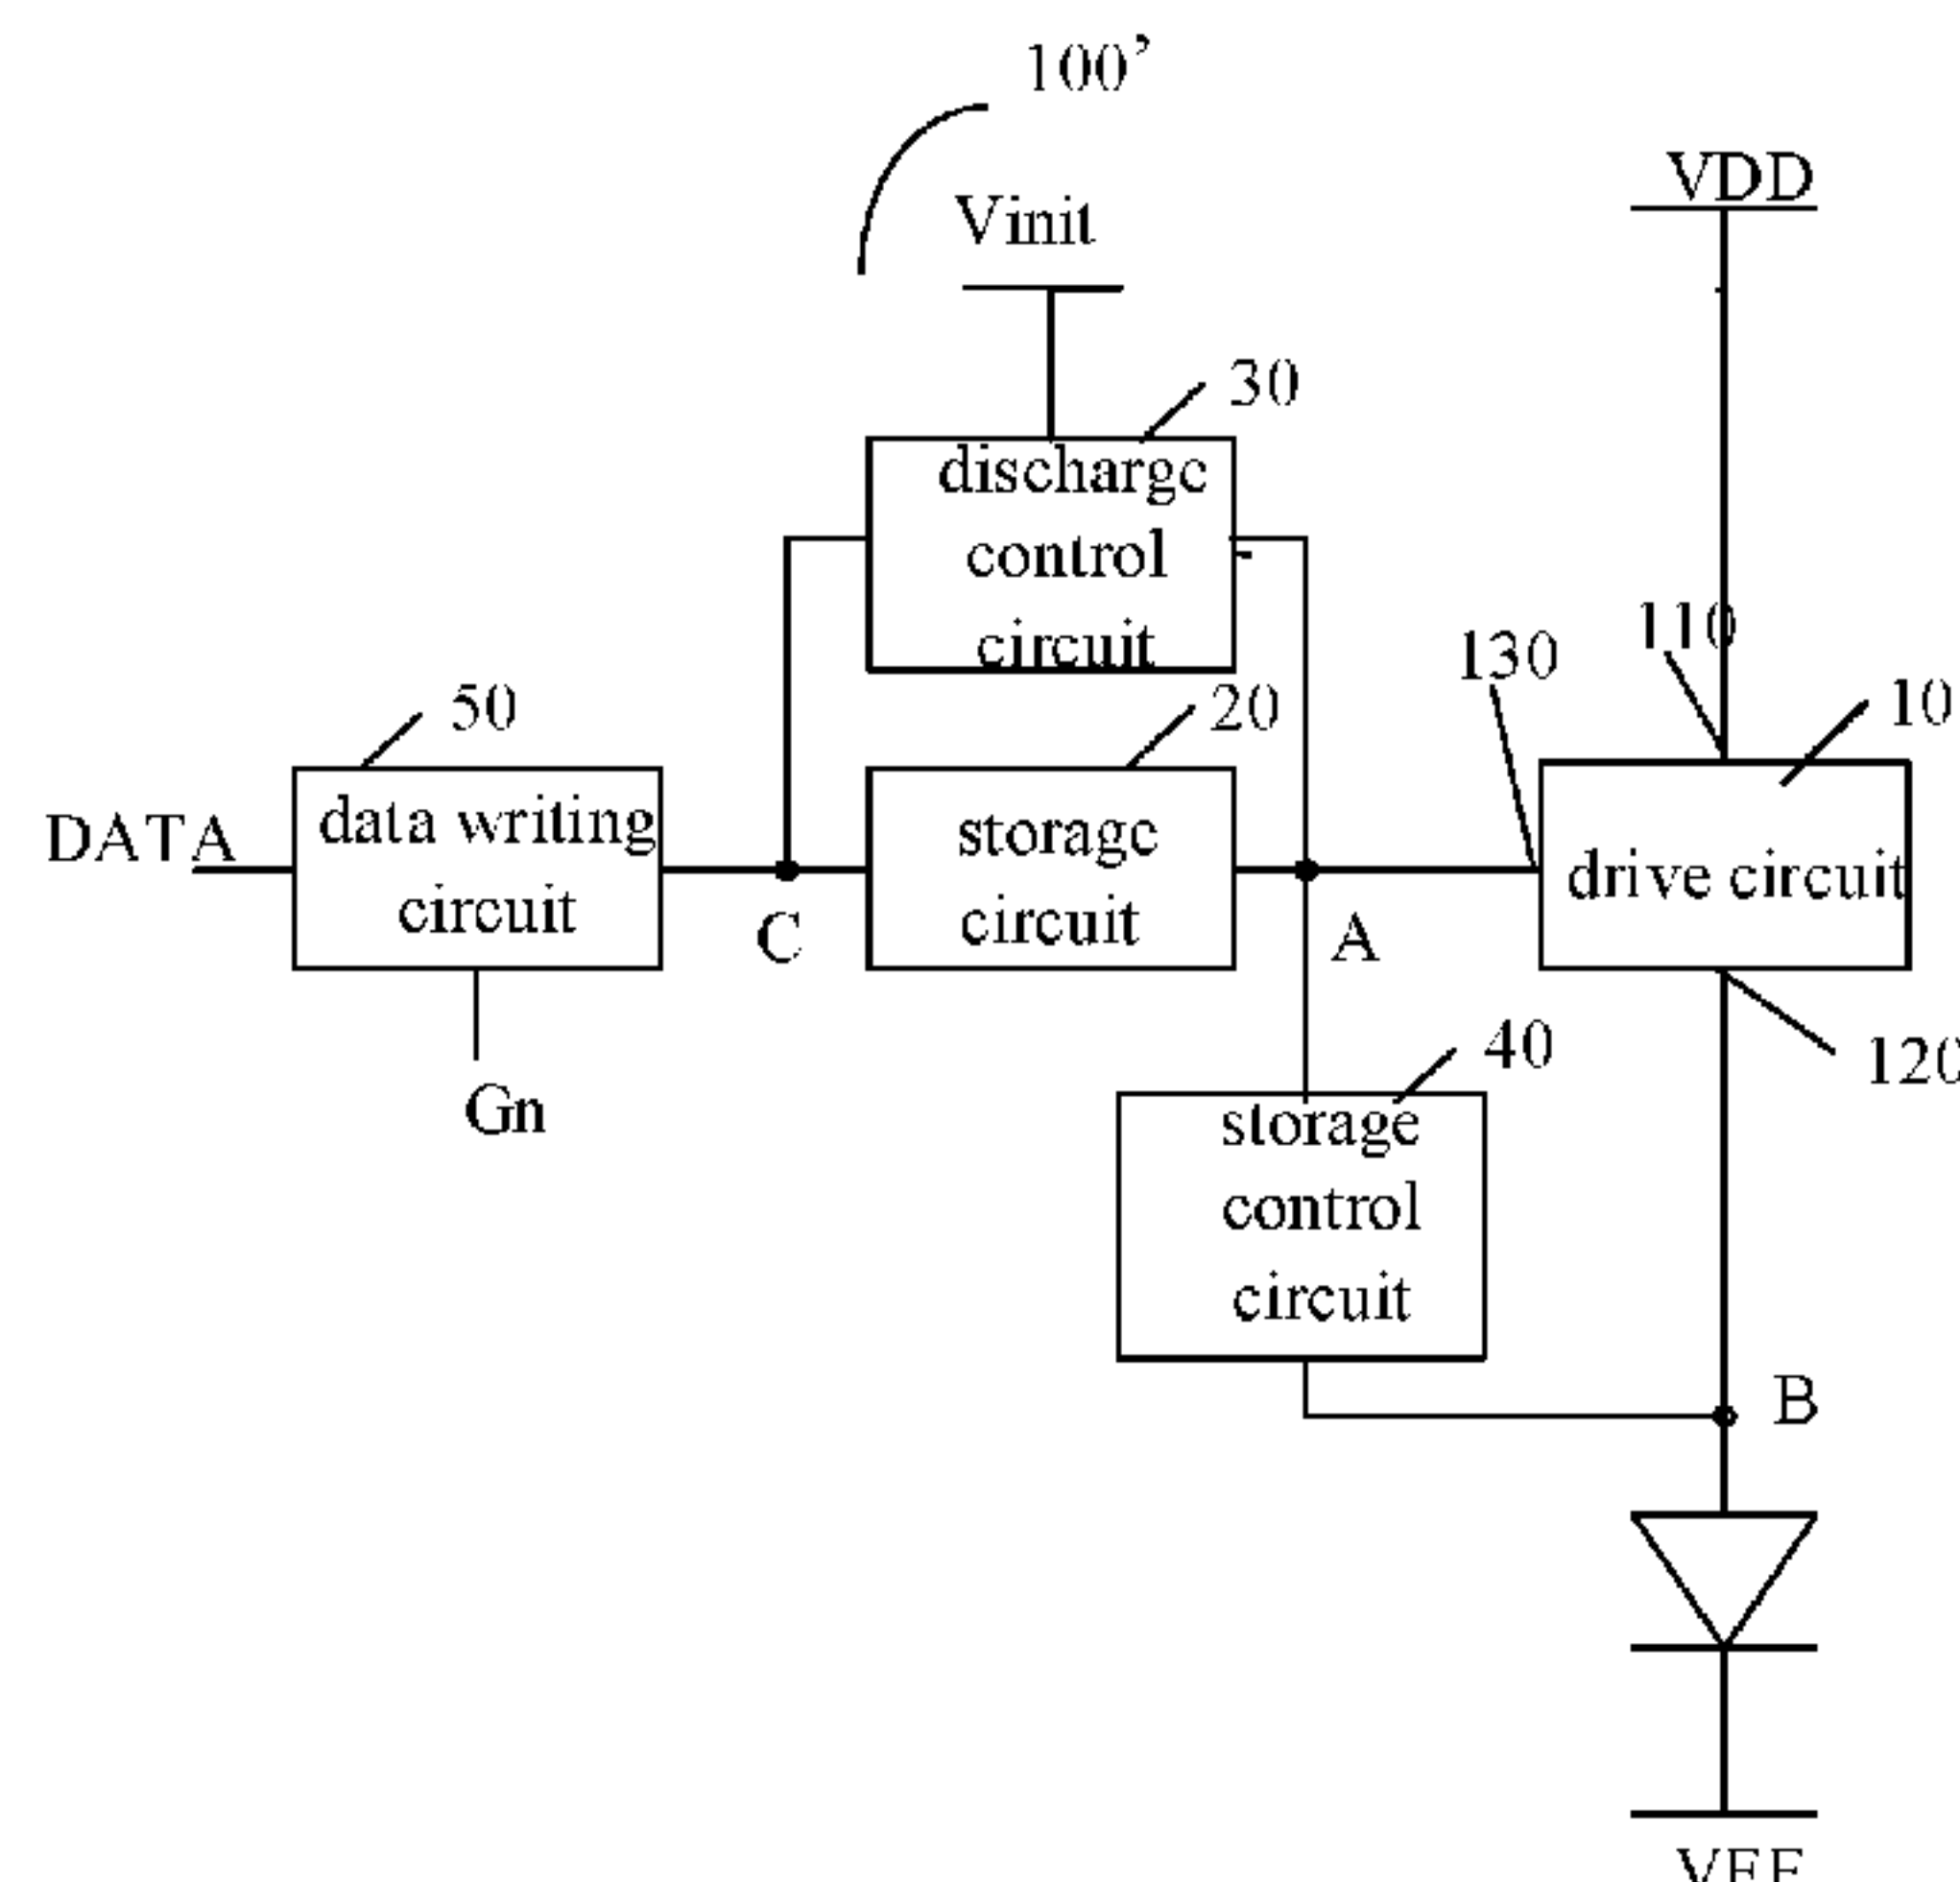 100’
VDD
Vinit
30
discharge
control
circuit
110
130
10
50
20
DATA
data writing
circuit
storage
circuit
drive circuit
C
A
40
120
Gn
storage
control
circuit
B